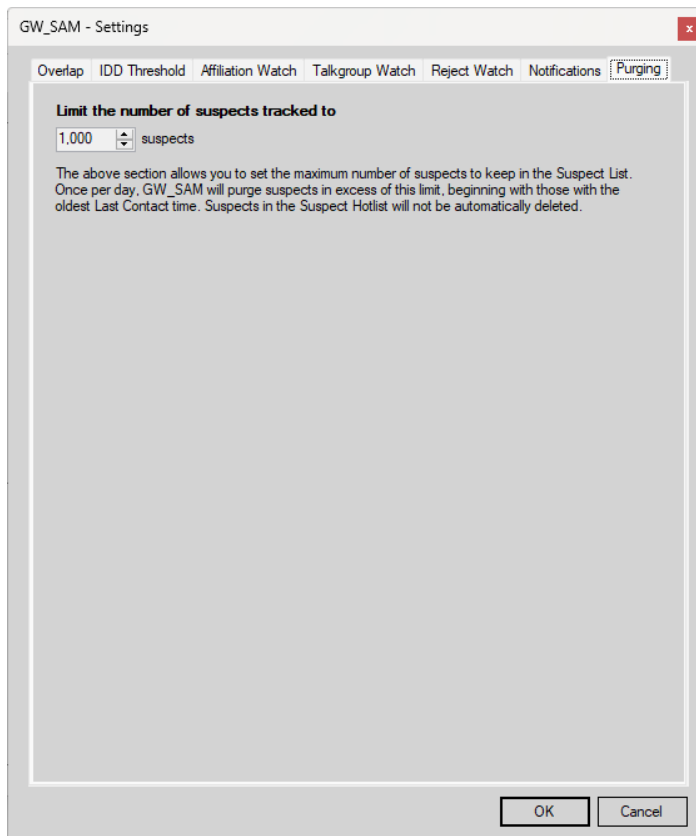 GW_SAM - Settings
x
Overlap IDD Threshold Affiliation Watch Talkgroup Watch Reject Watch Notifications Purging
Limit the number of suspects tracked to
1,000 suspects
The above section allows you to set the maximum number of suspects to keep in the Suspect List.
Once per day, GW_SAM will purge suspects in excess of this limit, beginning with those with the
oldest Last Contact time. Suspects in the Suspect Hotlist will not be automatically deleted.
OK Cancel